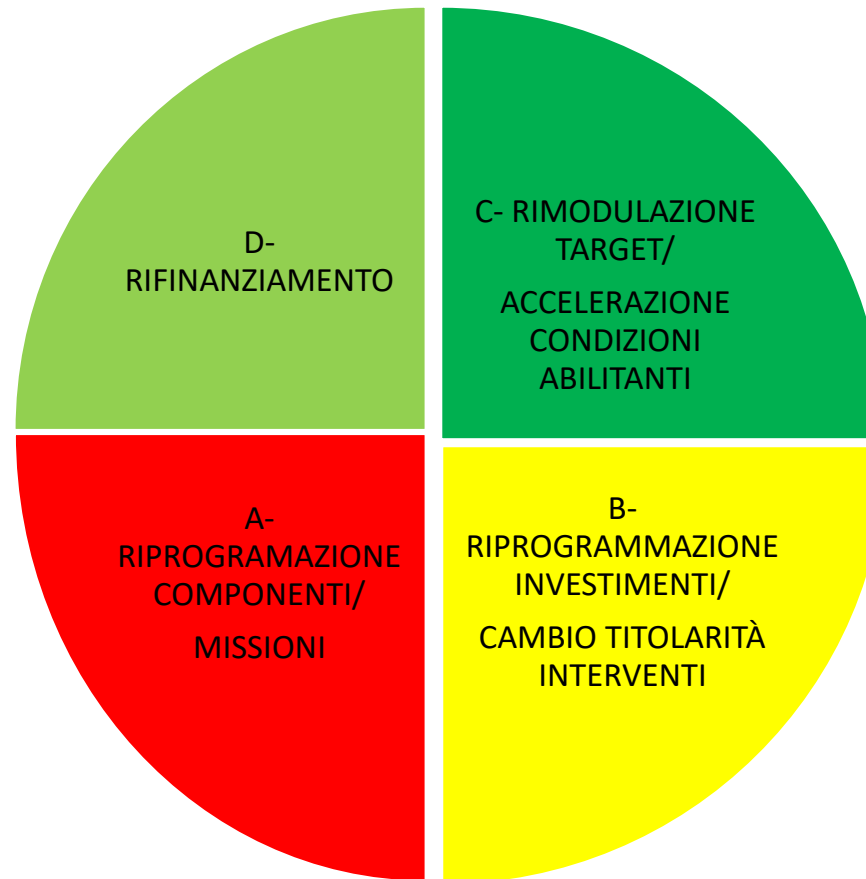 D-
RIFINANZIAMENTO
C- RIMODULAZIONE
TARGET/
ACCELERAZIONE
CONDIZIONI
ABILITANTI
A-
RIPROGRAMAZIONE
COMPONENTI/
MISSIONI
B-
RIPROGRAMMAZIONE
INVESTIMENTI/
CAMBIO TITOLARITÀ
INTERVENTI